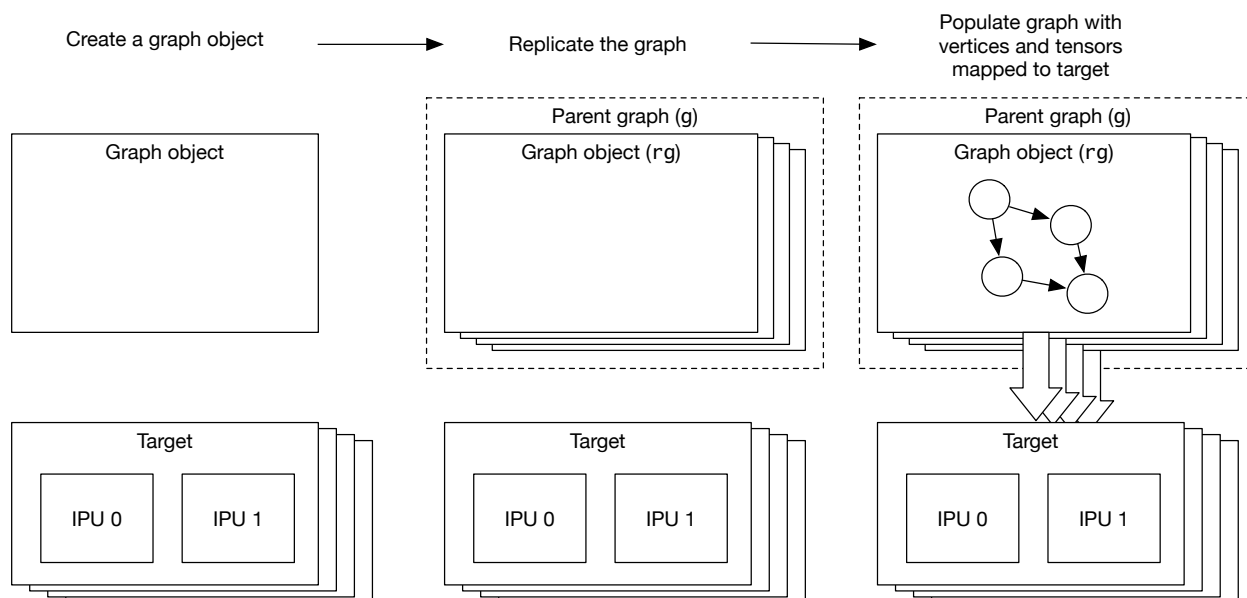 Create a graph object
Replicate the graph
Populate graph with
vertices and tensors
mapped to target
Graph object
Parent graph (g)
Graph object (rg)
Parent graph (g)
Graph object (rg)
Target
IPU 0
IPU 1
Target
IPU 0
IPU 1
Target
IPU 0
IPU 1